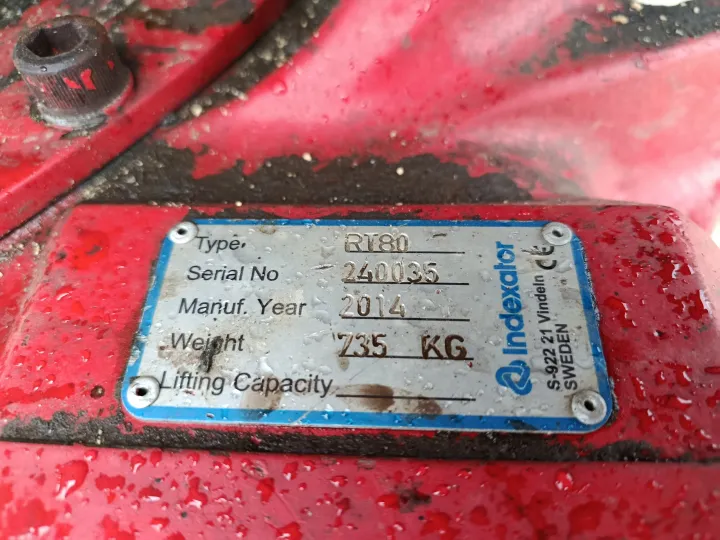 Type RT80
Serial No 240035
Manuf. Year 2014
Weight 735 KG
Lifting Capacity
Indexator
S-922 21 Vindeln
SWEDEN
CE